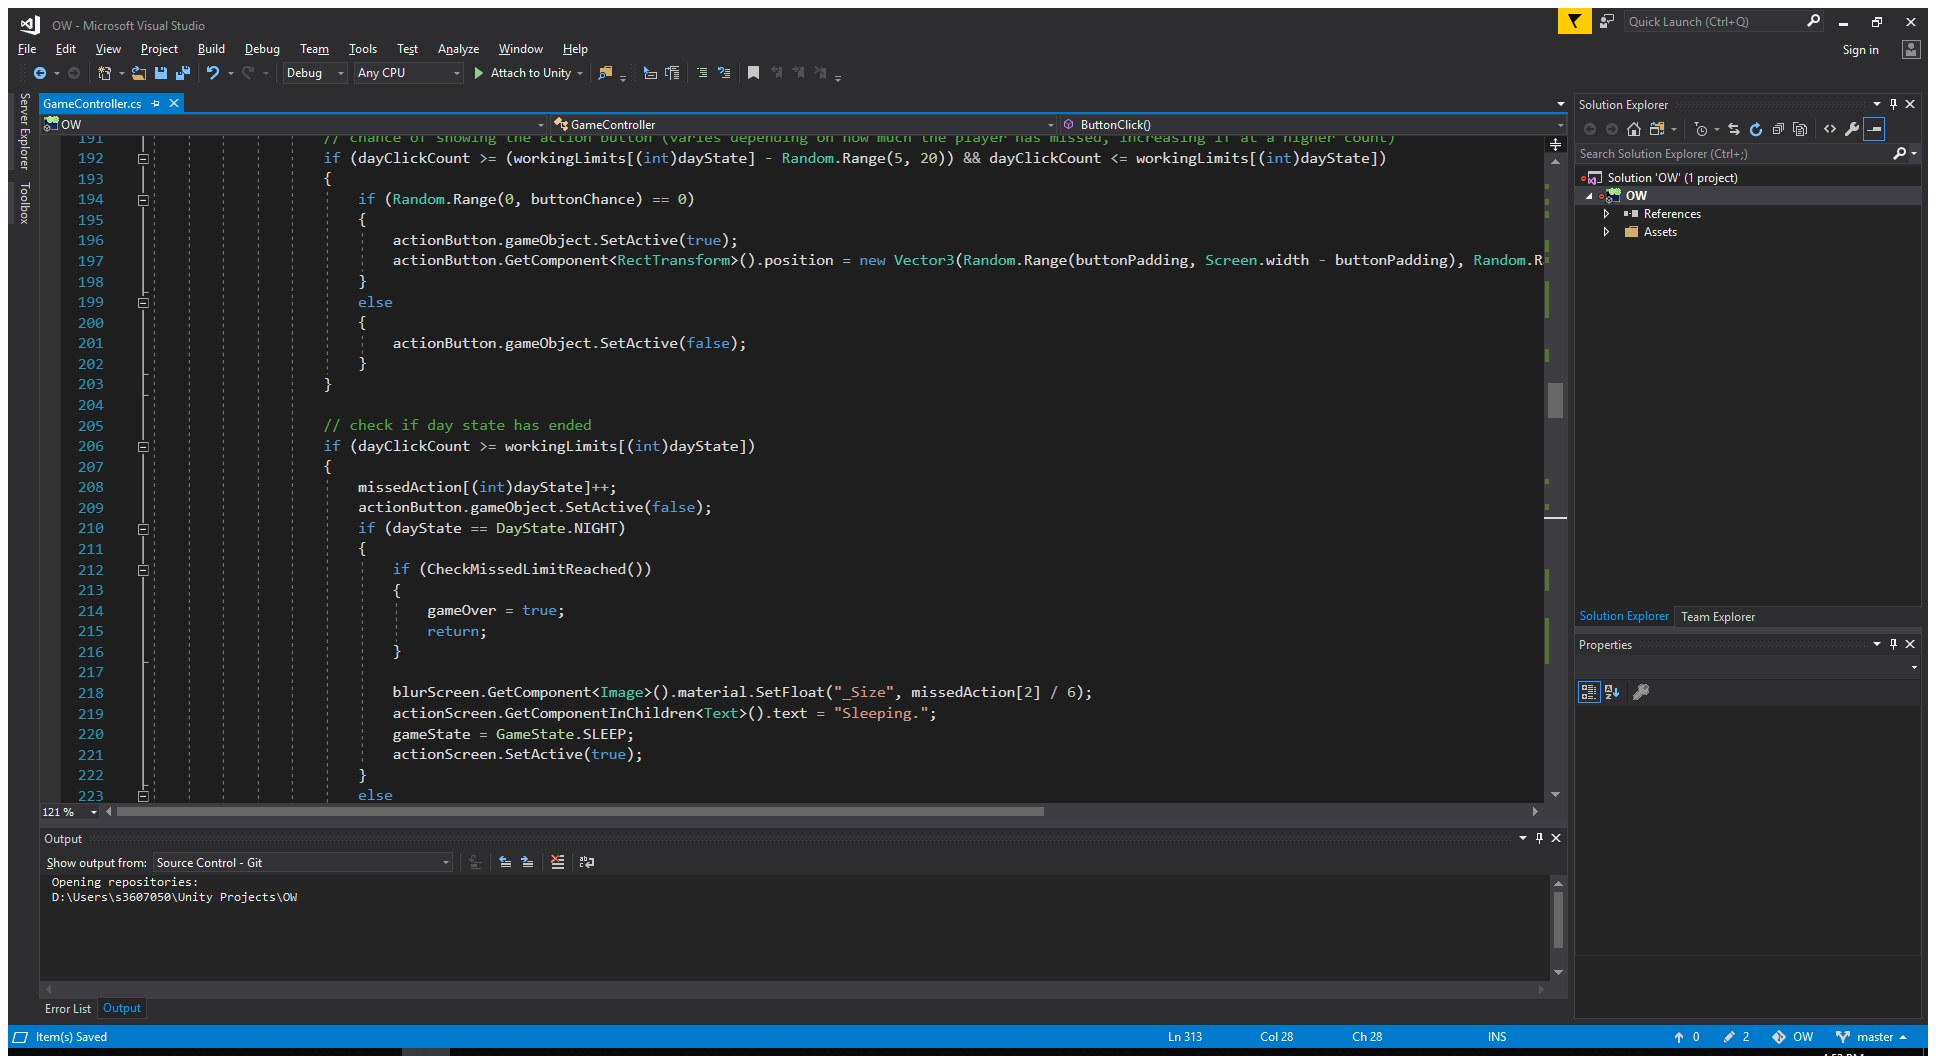 OW - Microsoft Visual Studio
Quick Launch (Ctrl+Q)
File Edit View Project Build Debug Team Tools Test Analyze Window Help
Sign in
Debug Any CPU Attach to Unity
Server Explorer
Toolbox
GameController.cs
OW GameController ButtonClick()
191 // chance of showing the action button (varies depending on how much the player has missed, increasing it at a higher count)
192 if (dayClickCount >= (workingLimits[(int)dayState] - Random.Range(5, 20)) && dayClickCount <= workingLimits[(int)dayState])
193 {
194 if (Random.Range(0, buttonChance) == 0)
195 {
196 actionButton.gameObject.SetActive(true);
197 actionButton.GetComponent<RectTransform>().position = new Vector3(Random.Range(buttonPadding, Screen.width - buttonPadding), Random.R
198 }
199 else
200 {
201 actionButton.gameObject.SetActive(false);
202 }
203 }
204
205 // check if day state has ended
206 if (dayClickCount >= workingLimits[(int)dayState])
207 {
208 missedAction[(int)dayState]++;
209 actionButton.gameObject.SetActive(false);
210 if (dayState == DayState.NIGHT)
211 {
212 if (CheckMissedLimitReached())
213 {
214 gameOver = true;
215 return;
216 }
217
218 blurScreen.GetComponent<Image>().material.SetFloat("_Size", missedAction[2] / 6);
219 actionScreen.GetComponentInChildren<Text>().text = "Sleeping.";
220 gameState = GameState.SLEEP;
221 actionScreen.SetActive(true);
222 }
223 else
121 %
Output
Show output from: Source Control - Git
Opening repositories:
D:\Users\s3607050\Unity Projects\OW
Error List Output
Solution Explorer
Search Solution Explorer (Ctrl+;)
Solution 'OW' (1 project)
OW
References
Assets
Solution Explorer Team Explorer
Properties
Item(s) Saved Ln 313 Col 28 Ch 28 INS 0 2 OW master